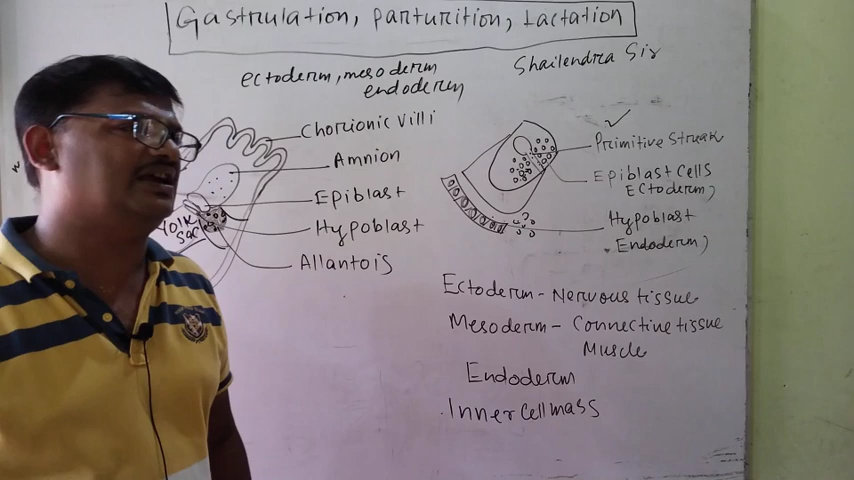 Gastrulation, parturition, Lactation
Shailendra Sir
ectoderm, mesoderm
endoderm
Chorionic Villi
Amnion
Epiblast
Hypoblast
Allantois
Yolk
Sac
Primitive Streak
Epiblast Cells
Ectoderm)
Hypoblast
Endoderm)
Ectoderm - Nervous tissue
Mesoderm - Connective tissue
Muscle
Endoderm
Inner cell mass